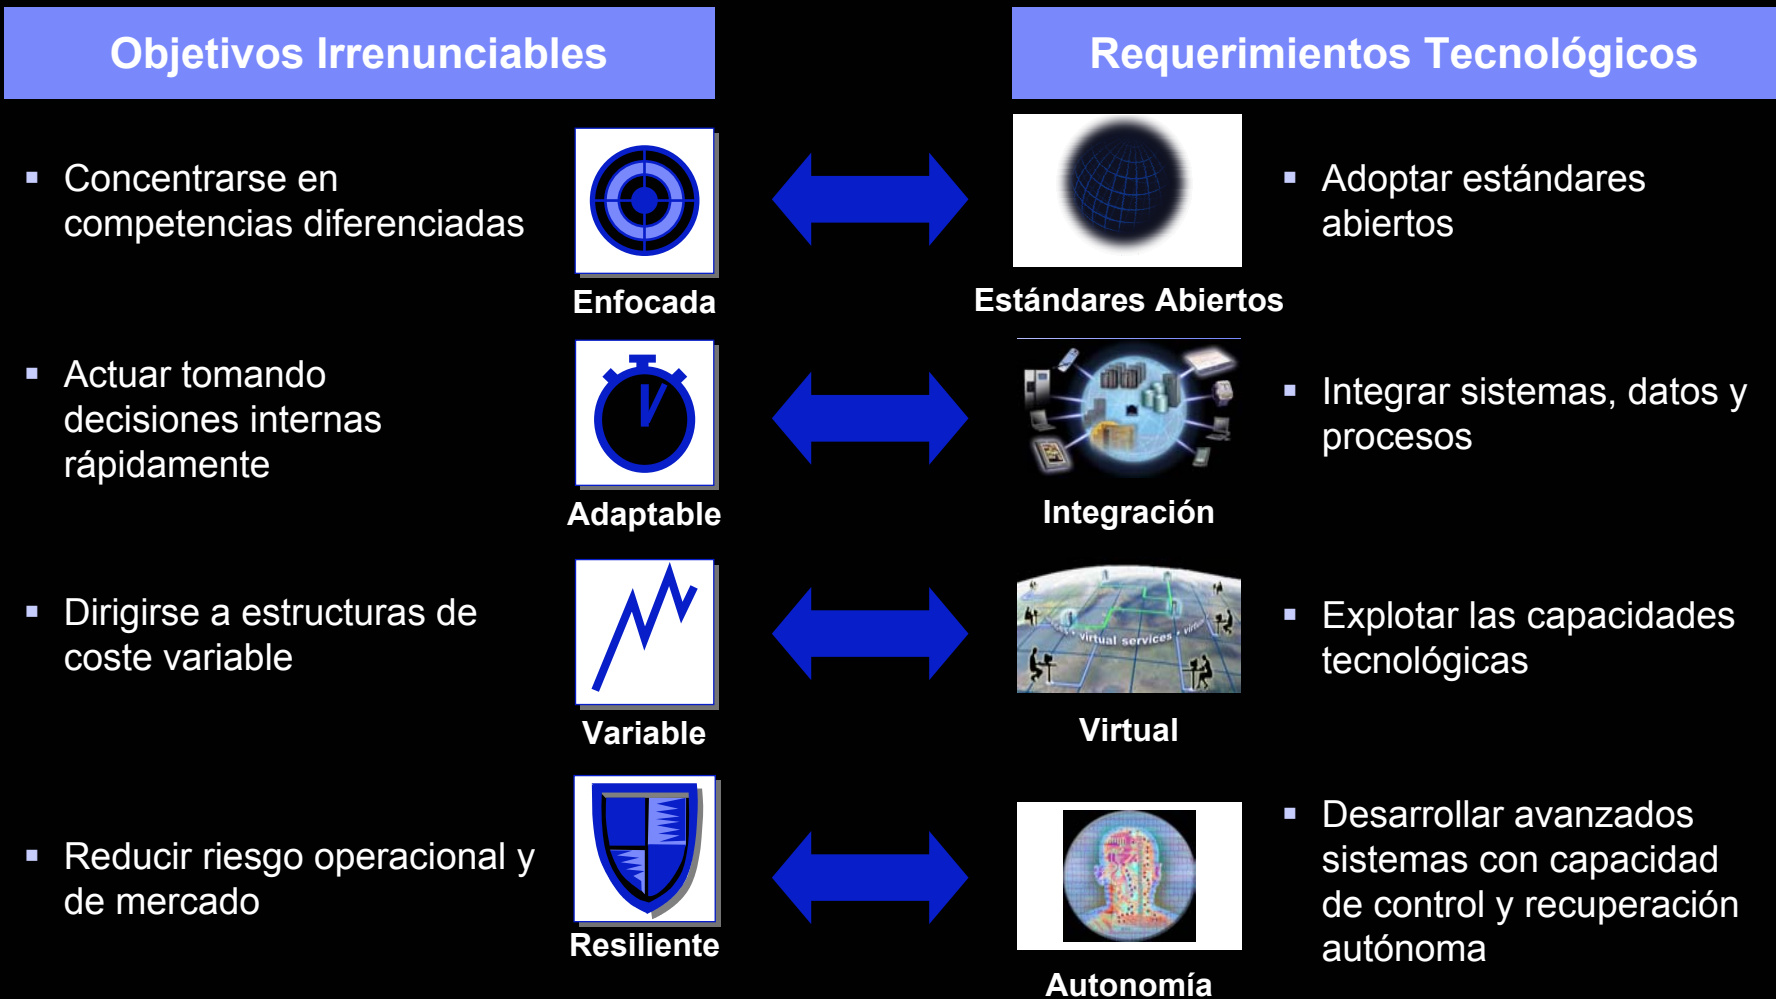 Objetivos Irrenunciables
Requerimientos Tecnológicos
▪ Concentrarse en
competencias diferenciadas
Enfocada
Estándares Abiertos
▪ Adoptar estándares
abiertos
▪ Actuar tomando
decisiones internas
rápidamente
Adaptable
Integración
▪ Integrar sistemas, datos y
procesos
▪ Dirigirse a estructuras de
coste variable
Variable
virtual services
Virtual
▪ Explotar las capacidades
tecnológicas
▪ Reducir riesgo operacional y
de mercado
Resiliente
Autonomía
▪ Desarrollar avanzados
sistemas con capacidad
de control y recuperación
autónoma